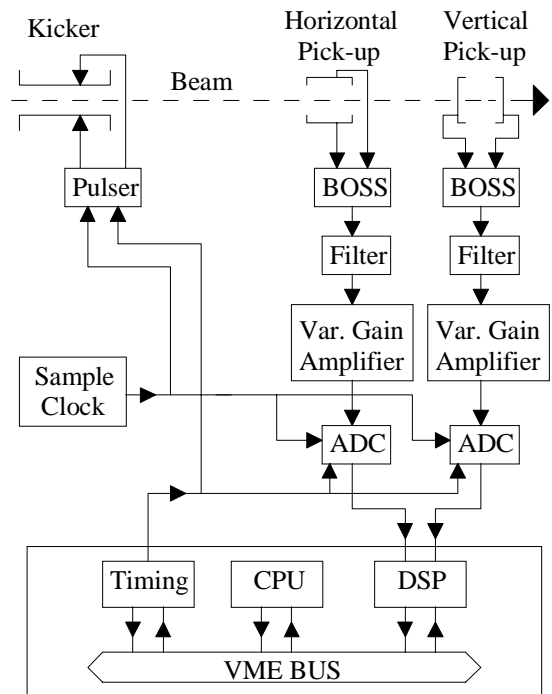 Kicker
Beam
Horizontal
Pick-up
Vertical
Pick-up
Pulser
BOSS
BOSS
Filter
Filter
Var. Gain
Amplifier
Var. Gain
Amplifier
Sample
Clock
ADC
ADC
Timing
CPU
DSP
VME BUS